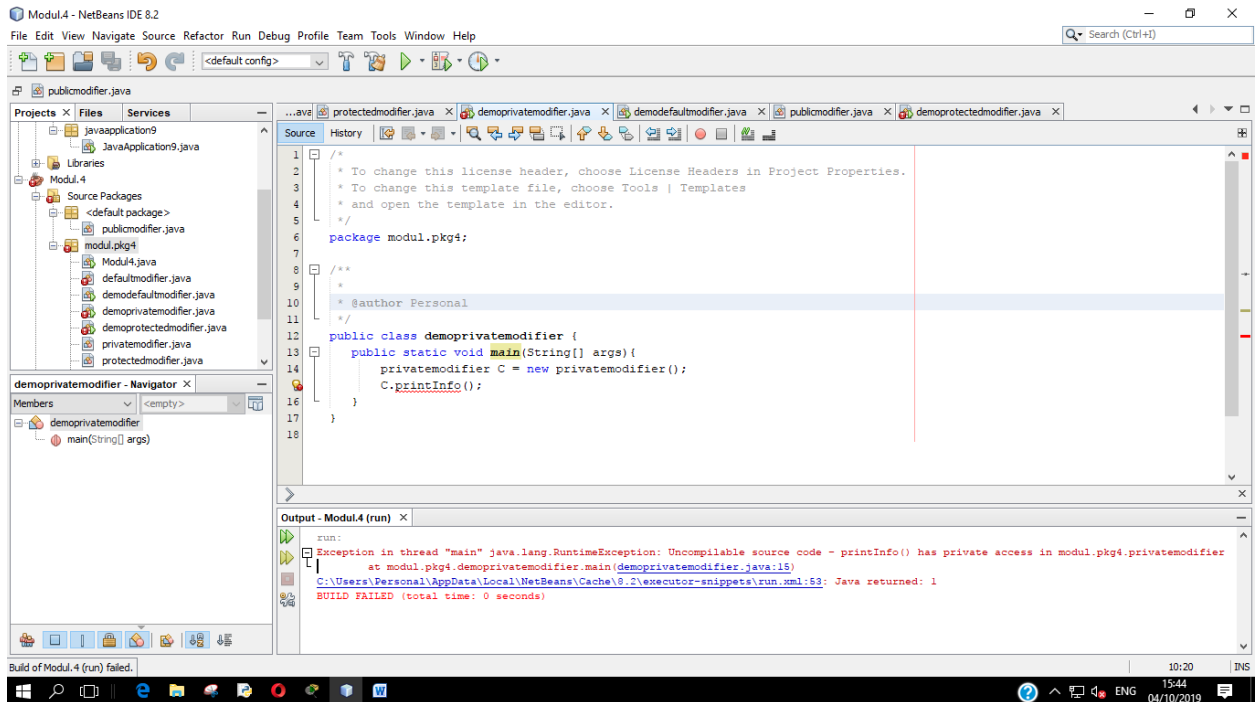 Modul.4 - NetBeans IDE 8.2
File Edit View Navigate Source Refactor Run Debug Profile Team Tools Window Help
Search (Ctrl+I)
<default config>
publicmodifier.java
Projects Files Services
...ava protectedmodifier.java demoprivatemodifier.java demodefaultmodifier.java publicmodifier.java demoprotectedmodifier.java
javaapplication9
JavaApplication9.java
Libraries
Modul.4
Source Packages
<default package>
publicmodifier.java
modul.pkg4
Modul4.java
defaultmodifier.java
demodefaultmodifier.java
demoprivatemodifier.java
demoprotectedmodifier.java
privatemodifier.java
protectedmodifier.java
demoprivatemodifier - Navigator
Members <empty>
demoprivatemodifier
main(String[] args)
Source History
1 /*
2 * To change this license header, choose License Headers in Project Properties.
3 * To change this template file, choose Tools | Templates
4 * and open the template in the editor.
5 */
6 package modul.pkg4;
7
8 /**
9 *
10 * @author Personal
11 */
12 public class demoprivatemodifier {
13 public static void main(String[] args){
14 privatemodifier C = new privatemodifier();
C.printInfo();
16 }
17 }
18
Output - Modul.4 (run)
run:
Exception in thread "main" java.lang.RuntimeException: Uncompilable source code - printInfo() has private access in modul.pkg4.privatemodifier
at modul.pkg4.demoprivatemodifier.main(demoprivatemodifier.java:15)
C:\Users\Personal\AppData\Local\NetBeans\Cache\8.2\executor-snippets\run.xml:53: Java returned: 1
BUILD FAILED (total time: 0 seconds)
Build of Modul.4 (run) failed.
10:20 INS
ENG
15:44
04/10/2019